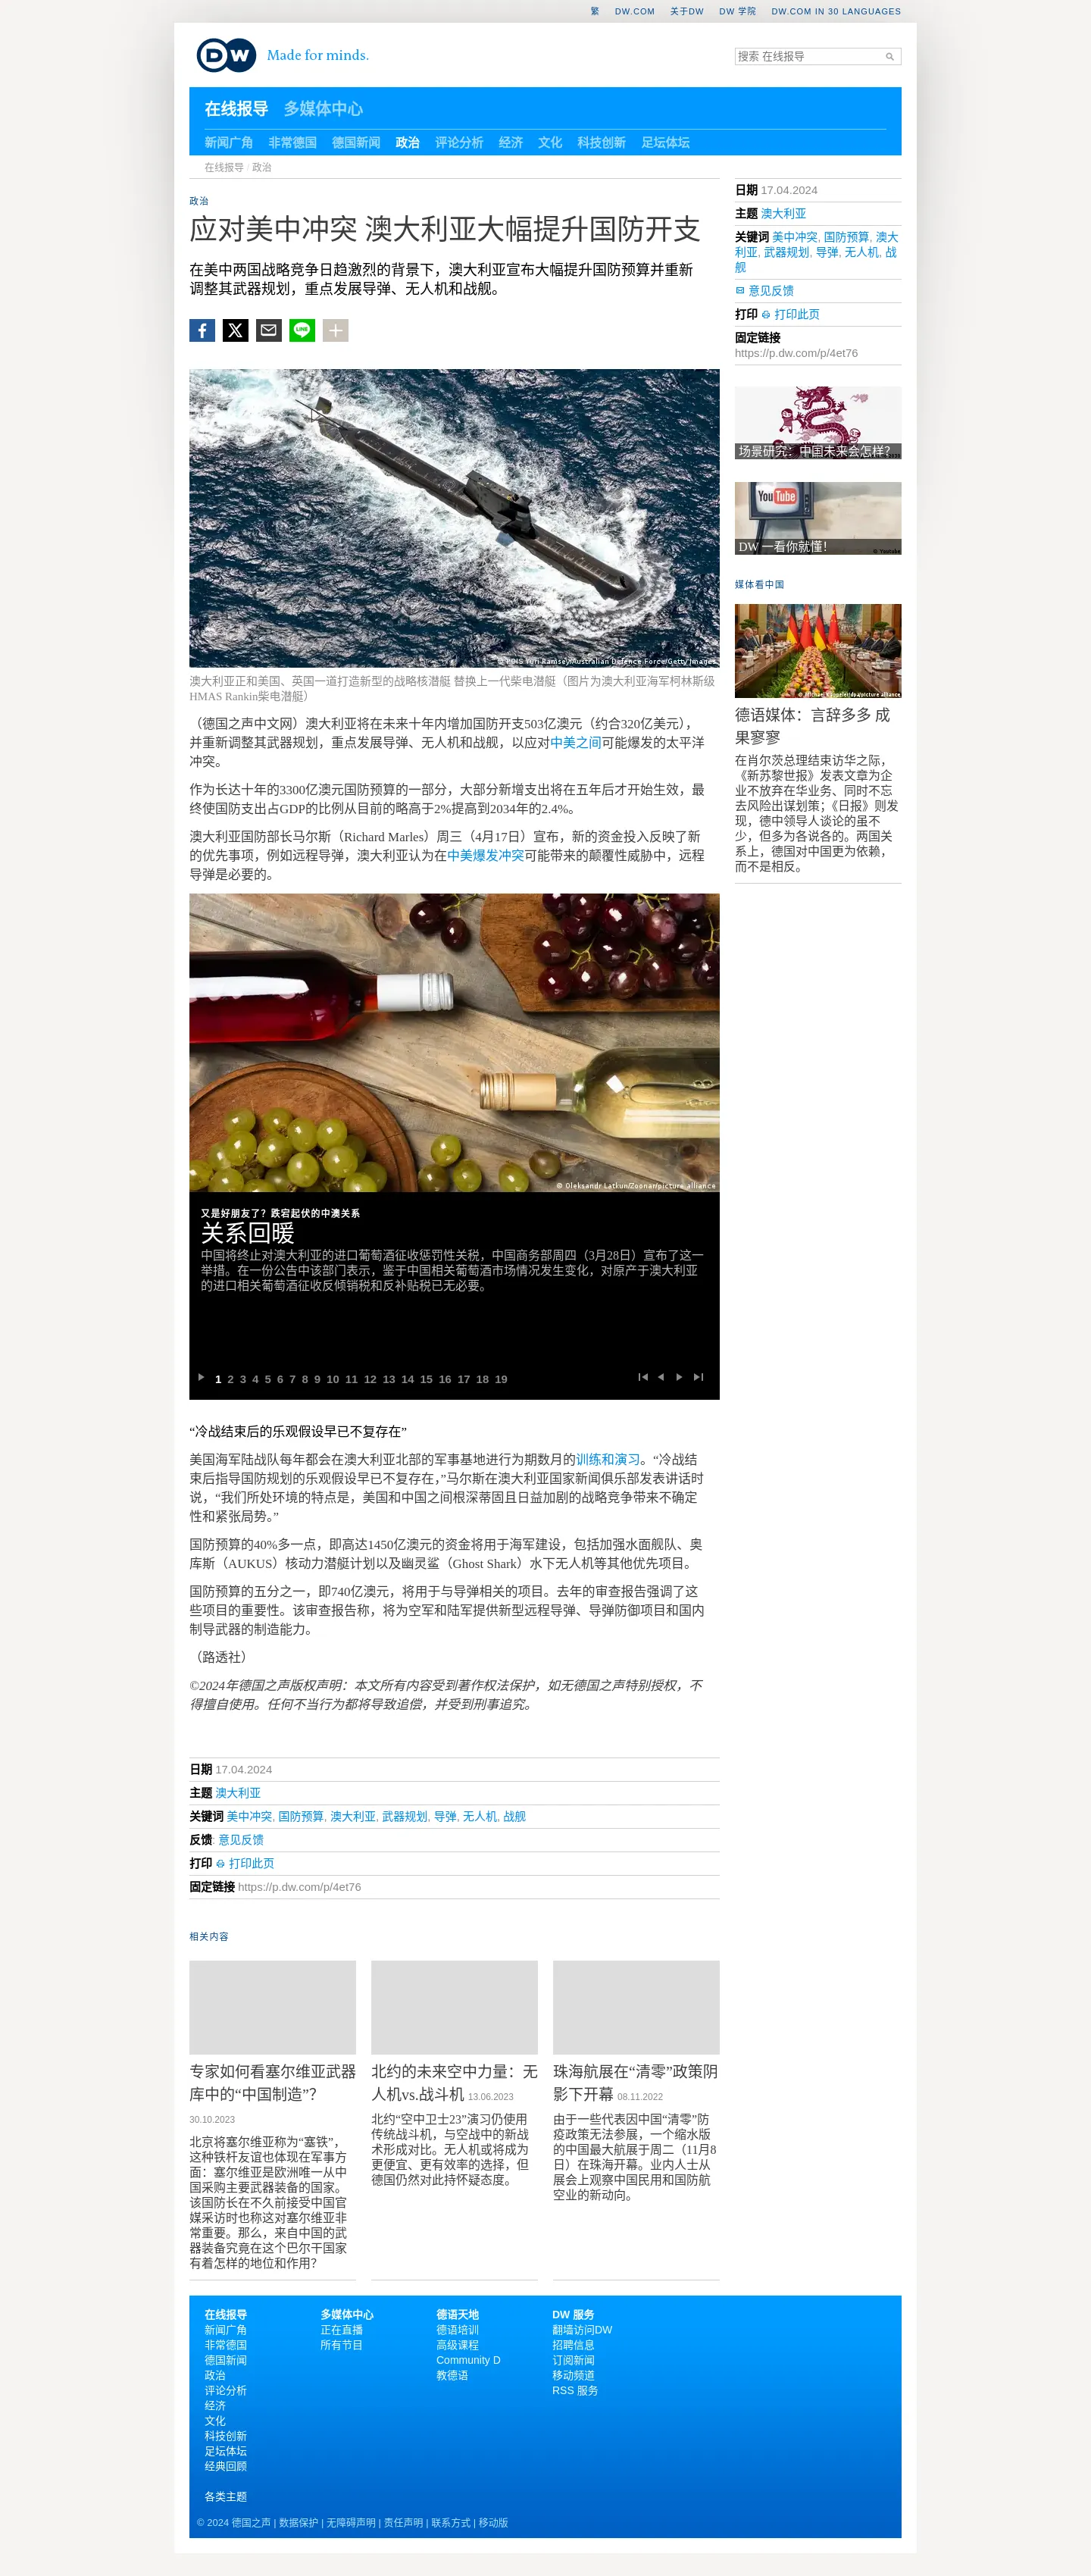 繁 DW.COM 关于DW DW 学院 DW.COM IN 30 LANGUAGES
DW Made for minds.
搜索 在线报导
在线报导 多媒体中心
新闻广角 非常德国 德国新闻 政治 评论分析 经济 文化 科技创新 足坛体坛
在线报导 / 政治
政治
应对美中冲突 澳大利亚大幅提升国防开支
在美中两国战略竞争日趋激烈的背景下，澳大利亚宣布大幅提升国防预算并重新
调整其武器规划，重点发展导弹、无人机和战舰。
© POIS Yuri Ramsey/Australian Defence Force/Getty Images
澳大利亚正和美国、英国一道打造新型的战略核潜艇 替换上一代柴电潜艇（图片为澳大利亚海军柯林斯级
HMAS Rankin柴电潜艇）
（德国之声中文网）澳大利亚将在未来十年内增加国防开支503亿澳元（约合320亿美元），
并重新调整其武器规划，重点发展导弹、无人机和战舰，以应对中美之间可能爆发的太平洋
冲突。
作为长达十年的3300亿澳元国防预算的一部分，大部分新增支出将在五年后才开始生效，最
终使国防支出占GDP的比例从目前的略高于2%提高到2034年的2.4%。
澳大利亚国防部长马尔斯（Richard Marles）周三（4月17日）宣布，新的资金投入反映了新
的优先事项，例如远程导弹，澳大利亚认为在中美爆发冲突可能带来的颠覆性威胁中，远程
导弹是必要的。
© Oleksandr Latkun/Zoonar/picture alliance
又是好朋友了？跌宕起伏的中澳关系
关系回暖
中国将终止对澳大利亚的进口葡萄酒征收惩罚性关税，中国商务部周四（3月28日）宣布了这一
举措。在一份公告中该部门表示，鉴于中国相关葡萄酒市场情况发生变化，对原产于澳大利亚
的进口相关葡萄酒征收反倾销税和反补贴税已无必要。
1 2 3 4 5 6 7 8 9 10 11 12 13 14 15 16 17 18 19
“冷战结束后的乐观假设早已不复存在”
美国海军陆战队每年都会在澳大利亚北部的军事基地进行为期数月的训练和演习。“冷战结
束后指导国防规划的乐观假设早已不复存在，”马尔斯在澳大利亚国家新闻俱乐部发表讲话时
说，“我们所处环境的特点是，美国和中国之间根深蒂固且日益加剧的战略竞争带来不确定
性和紧张局势。”
国防预算的40%多一点，即高达1450亿澳元的资金将用于海军建设，包括加强水面舰队、奥
库斯（AUKUS）核动力潜艇计划以及幽灵鲨（Ghost Shark）水下无人机等其他优先项目。
国防预算的五分之一，即740亿澳元，将用于与导弹相关的项目。去年的审查报告强调了这
些项目的重要性。该审查报告称，将为空军和陆军提供新型远程导弹、导弹防御项目和国内
制导武器的制造能力。
（路透社）
©2024年德国之声版权声明：本文所有内容受到著作权法保护，如无德国之声特别授权，不
得擅自使用。任何不当行为都将导致追偿，并受到刑事追究。
日期 17.04.2024
主题 澳大利亚
关键词 美中冲突, 国防预算, 澳大利亚, 武器规划, 导弹, 无人机, 战舰
反馈: 意见反馈
打印 打印此页
固定链接 https://p.dw.com/p/4et76
日期 17.04.2024
主题 澳大利亚
关键词 美中冲突, 国防预算, 澳大
利亚, 武器规划, 导弹, 无人机, 战
舰
意见反馈
打印 打印此页
固定链接
https://p.dw.com/p/4et76
场景研究：中国未来会怎样？
YouTube
DW 一看你就懂！
© Youtube
媒体看中国
© Michael Kappeler/dpa/picture alliance
德语媒体：言辞多多 成
果寥寥
在肖尔茨总理结束访华之际，
《新苏黎世报》发表文章为企
业不放弃在华业务、同时不忘
去风险出谋划策；《日报》则发
现，德中领导人谈论的虽不
少，但多为各说各的。两国关
系上，德国对中国更为依赖，
而不是相反。
相关内容
专家如何看塞尔维亚武器
库中的“中国制造”？
30.10.2023
北京将塞尔维亚称为“塞铁”，
这种铁杆友谊也体现在军事方
面：塞尔维亚是欧洲唯一从中
国采购主要武器装备的国家。
该国防长在不久前接受中国官
媒采访时也称这对塞尔维亚非
常重要。那么，来自中国的武
器装备究竟在这个巴尔干国家
有着怎样的地位和作用？
北约的未来空中力量：无
人机vs.战斗机 13.06.2023
北约“空中卫士23”演习仍使用
传统战斗机，与空战中的新战
术形成对比。无人机或将成为
更便宜、更有效率的选择，但
德国仍然对此持怀疑态度。
珠海航展在“清零”政策阴
影下开幕 08.11.2022
由于一些代表因中国“清零”防
疫政策无法参展，一个缩水版
的中国最大航展于周二（11月8
日）在珠海开幕。业内人士从
展会上观察中国民用和国防航
空业的新动向。
在线报导
新闻广角
非常德国
德国新闻
政治
评论分析
经济
文化
科技创新
足坛体坛
经典回顾
各类主题
多媒体中心
正在直播
所有节目
德语天地
德语培训
高级课程
Community D
教德语
DW 服务
翻墙访问DW
招聘信息
订阅新闻
移动频道
RSS 服务
© 2024 德国之声 | 数据保护 | 无障碍声明 | 责任声明 | 联系方式 | 移动版